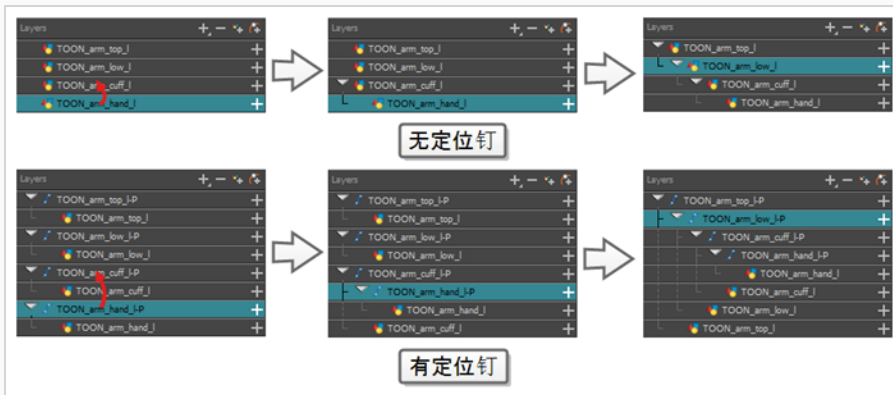 Layers
TOON_arm_top_l
TOON_arm_low_l
TOON_arm_cuff_l
TOON_arm_hand_l
Layers
TOON_arm_top_l
TOON_arm_low_l
TOON_arm_cuff_l
TOON_arm_hand_l
Layers
TOON_arm_top_l
TOON_arm_low_l
TOON_arm_cuff_l
TOON_arm_hand_l
无定位钉
Layers
TOON_arm_top_l-P
TOON_arm_top_l
TOON_arm_low_l-P
TOON_arm_low_l
TOON_arm_cuff_l-P
TOON_arm_cuff_l
TOON_arm_hand_l-P
TOON_arm_hand_l
Layers
TOON_arm_top_l-P
TOON_arm_top_l
TOON_arm_low_l-P
TOON_arm_low_l
TOON_arm_cuff_l-P
TOON_arm_hand_l-P
TOON_arm_hand_l
TOON_arm_cuff_l
Layers
TOON_arm_top_l-P
TOON_arm_low_l-P
TOON_arm_cuff_l-P
TOON_arm_hand_l-P
TOON_arm_hand_l
TOON_arm_cuff_l
TOON_arm_low_l
TOON_arm_top_l
有定位钉